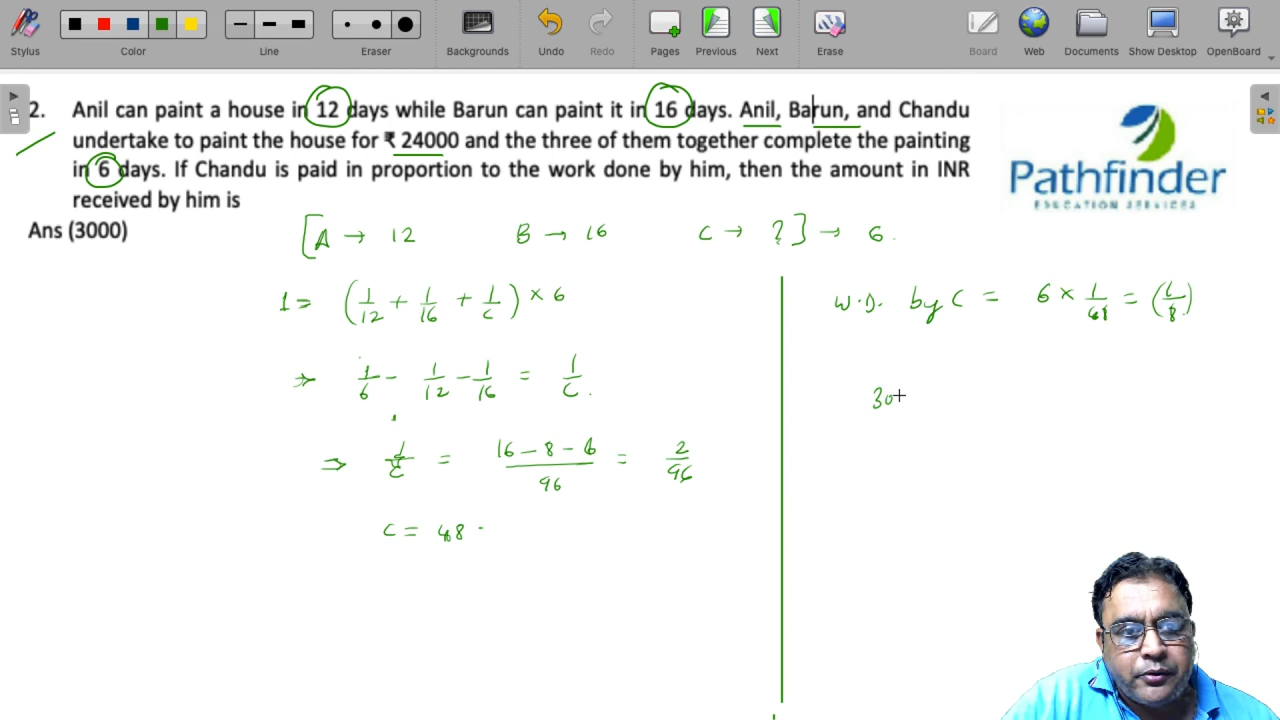 Stylus Color Line Eraser Backgrounds Undo Redo Pages Previous Next Erase Board Web Documents Show Desktop OpenBoard
2. Anil can paint a house in 12 days while Barun can paint it in 16 days. Anil, Barun, and Chandu
undertake to paint the house for ₹ 24000 and the three of them together complete the painting
in 6 days. If Chandu is paid in proportion to the work done by him, then the amount in INR
received by him is
Ans (3000)
Pathfinder
EDUCATION SERVICES
[A → 12 B → 16 C → ?] → 6.
1 = (1/12 + 1/16 + 1/C) × 6
⇒ 1/6 - 1/12 - 1/16 = 1/C.
⇒ 1/C = (16 - 8 - 6)/96 = 2/96
C = 48
W.D. by C = 6 × 1/48 = (1/8)
30